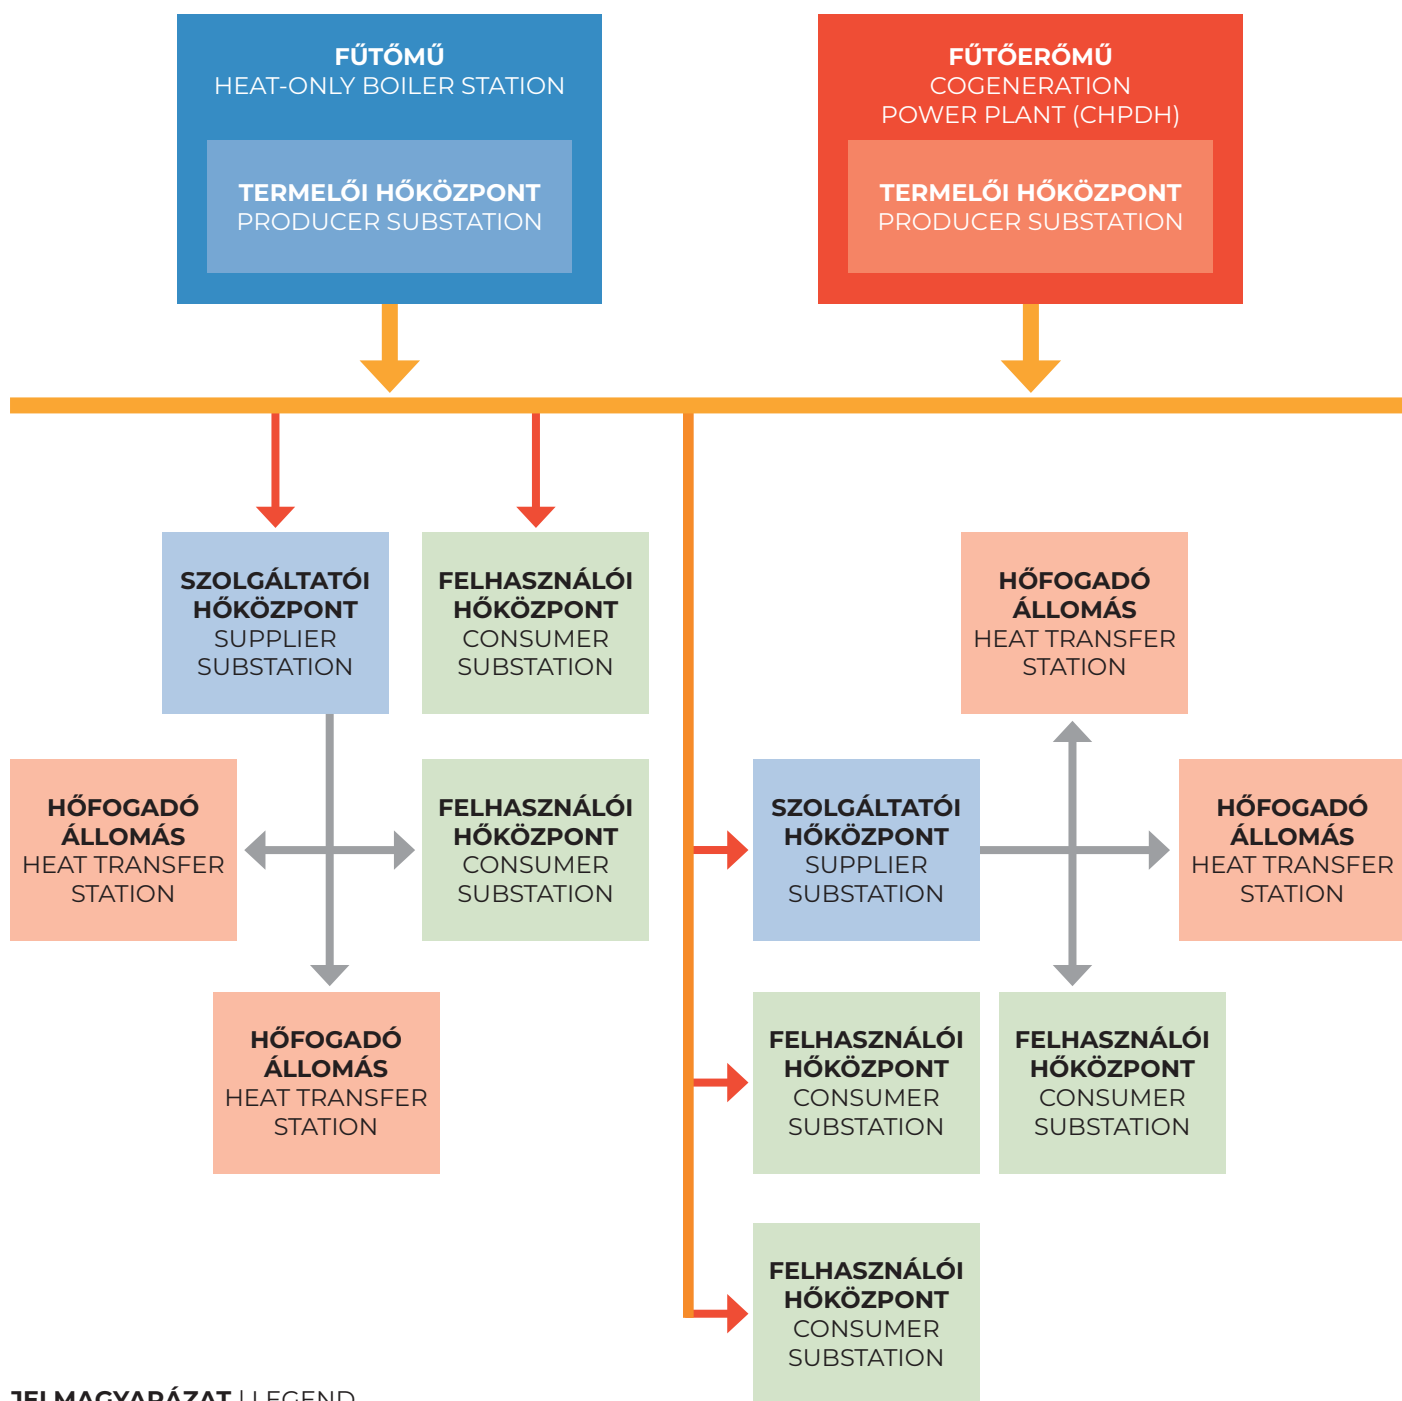 FŰTŐMŰ
HEAT-ONLY BOILER STATION
TERMELŐI HŐKÖZPONT
PRODUCER SUBSTATION
FŰTŐERŐMŰ
COGENERATION
POWER PLANT (CHPDH)
TERMELŐI HŐKÖZPONT
PRODUCER SUBSTATION
SZOLGÁLTATÓI
HŐKÖZPONT
SUPPLIER
SUBSTATION
FELHASZNÁLÓI
HŐKÖZPONT
CONSUMER
SUBSTATION
HŐFOGADÓ
ÁLLOMÁS
HEAT TRANSFER
STATION
HŐFOGADÓ
ÁLLOMÁS
HEAT TRANSFER
STATION
FELHASZNÁLÓI
HŐKÖZPONT
CONSUMER
SUBSTATION
SZOLGÁLTATÓI
HŐKÖZPONT
SUPPLIER
SUBSTATION
HŐFOGADÓ
ÁLLOMÁS
HEAT TRANSFER
STATION
HŐFOGADÓ
ÁLLOMÁS
HEAT TRANSFER
STATION
FELHASZNÁLÓI
HŐKÖZPONT
CONSUMER
SUBSTATION
FELHASZNÁLÓI
HŐKÖZPONT
CONSUMER
SUBSTATION
FELHASZNÁLÓI
HŐKÖZPONT
CONSUMER
SUBSTATION
JELMAGYARÁZAT | LEGEND